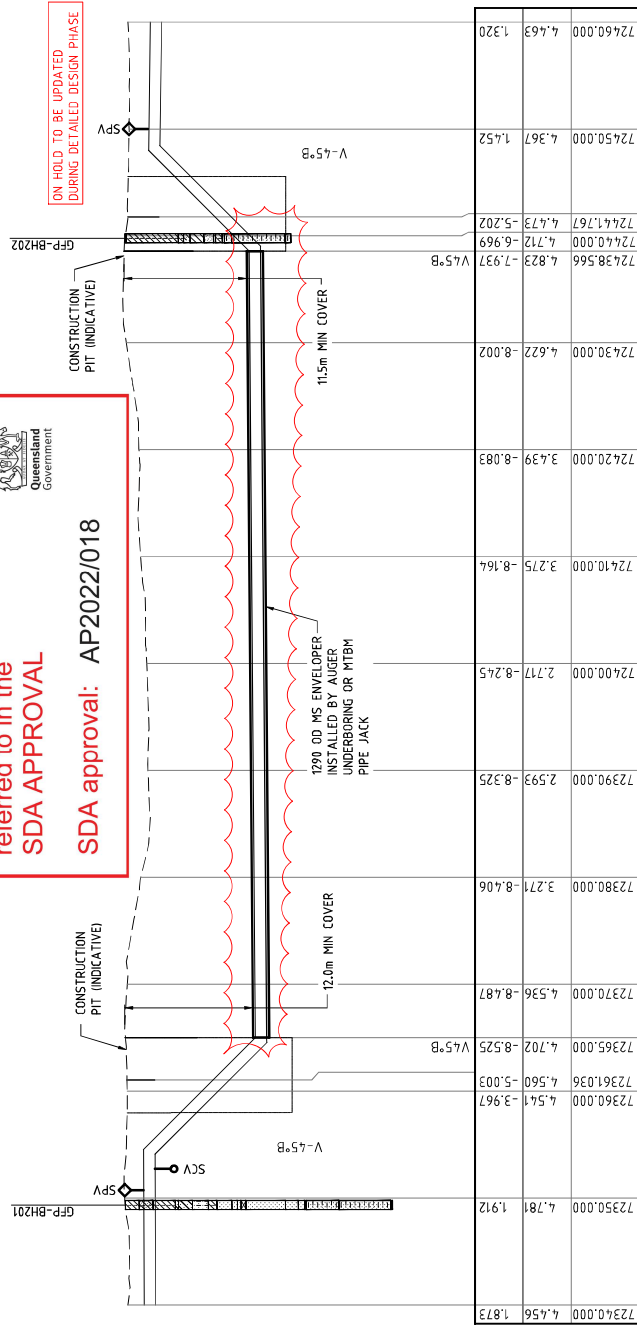 ON HOLD TO BE UPDATED
DURING DETAILED DESIGN PHASE
referred to in the
SDA APPROVAL
SDA approval: AP2022/018
Queensland
Government
GFP-BH201
SPV
SCV
V-45°B
CONSTRUCTION
PIT (INDICATIVE)
12.0m MIN COVER
1290 OD MS ENVELOPER
INSTALLED BY AUGER
UNDERBORING OR MTBM
PIPE JACK
11.5m MIN COVER
CONSTRUCTION
PIT (INDICATIVE)
GFP-BH202
SPV
V-45°B
V45°B
V45°B
1.873 4.456 72340.000
1.912 4.781 72350.000
-3.967 4.541 72360.000
-5.003 4.560 72361.036
-8.525 4.702 72365.000
-8.487 4.536 72370.000
-8.406 3.271 72380.000
-8.325 2.593 72390.000
-8.245 2.717 72400.000
-8.164 3.275 72410.000
-8.083 3.439 72420.000
-8.002 4.622 72430.000
-7.937 4.823 72438.566
-6.969 4.712 72440.000
-5.202 4.473 72441.767
1.452 4.367 72450.000
1.320 4.463 72460.000